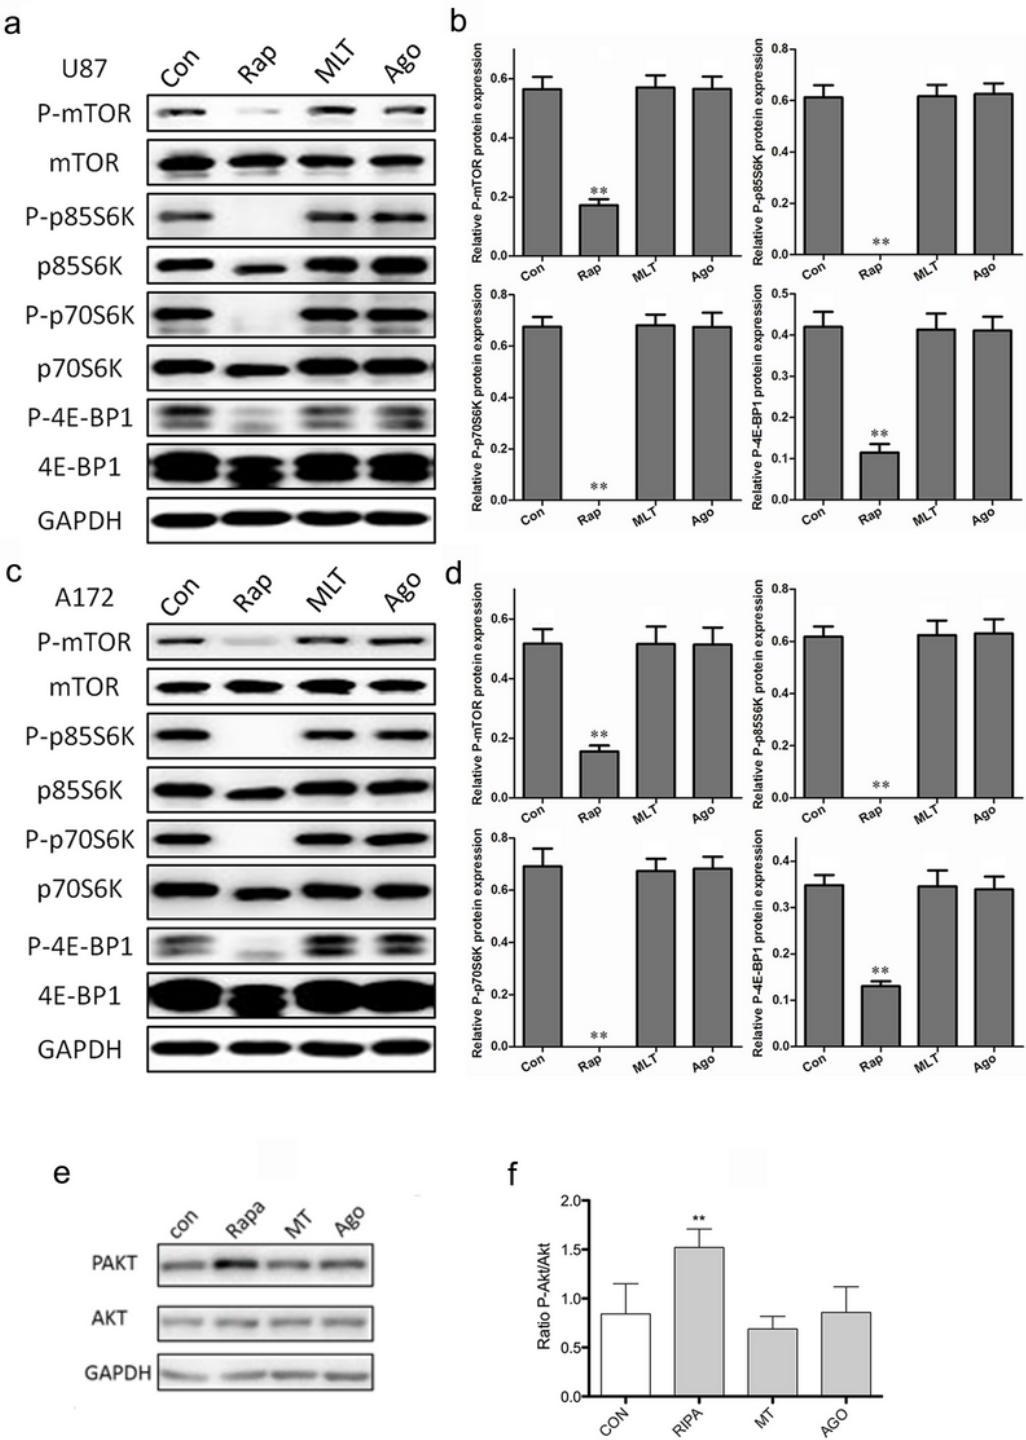 a
U87
Con Rap MLT Ago
P-mTOR
mTOR
P-p85S6K
p85S6K
P-p70S6K
p70S6K
P-4E-BP1
4E-BP1
GAPDH
b
Relative P-mTOR protein expression
0.6
0.4
0.2
0.0
**
Con Rap MLT Ago
Relative P-p85S6K protein expression
0.8
0.6
0.4
0.2
0.0
**
Con Rap MLT Ago
Relative P-p70S6K protein expression
0.8
0.6
0.4
0.2
0.0
**
Con Rap MLT Ago
Relative P-4E-BP1 protein expression
0.5
0.4
0.3
0.2
0.1
0.0
**
Con Rap MLT Ago
c
A172
Con Rap MLT Ago
P-mTOR
mTOR
P-p85S6K
p85S6K
P-p70S6K
p70S6K
P-4E-BP1
4E-BP1
GAPDH
d
Relative P-mTOR protein expression
0.6
0.4
0.2
0.0
**
Con Rap MLT Ago
Relative P-p85S6K protein expression
0.8
0.6
0.4
0.2
0.0
**
Con Rap MLT Ago
Relative P-p70S6K protein expression
0.8
0.6
0.4
0.2
0.0
**
Con Rap MLT Ago
Relative P-4E-BP1 protein expression
0.4
0.3
0.2
0.1
0.0
**
Con Rap MLT Ago
e
con Rapa MT Ago
PAKT
AKT
GAPDH
f
Ratio P-Akt/Akt
2.0
1.5
1.0
0.5
0.0
**
CON RIPA MT AGO